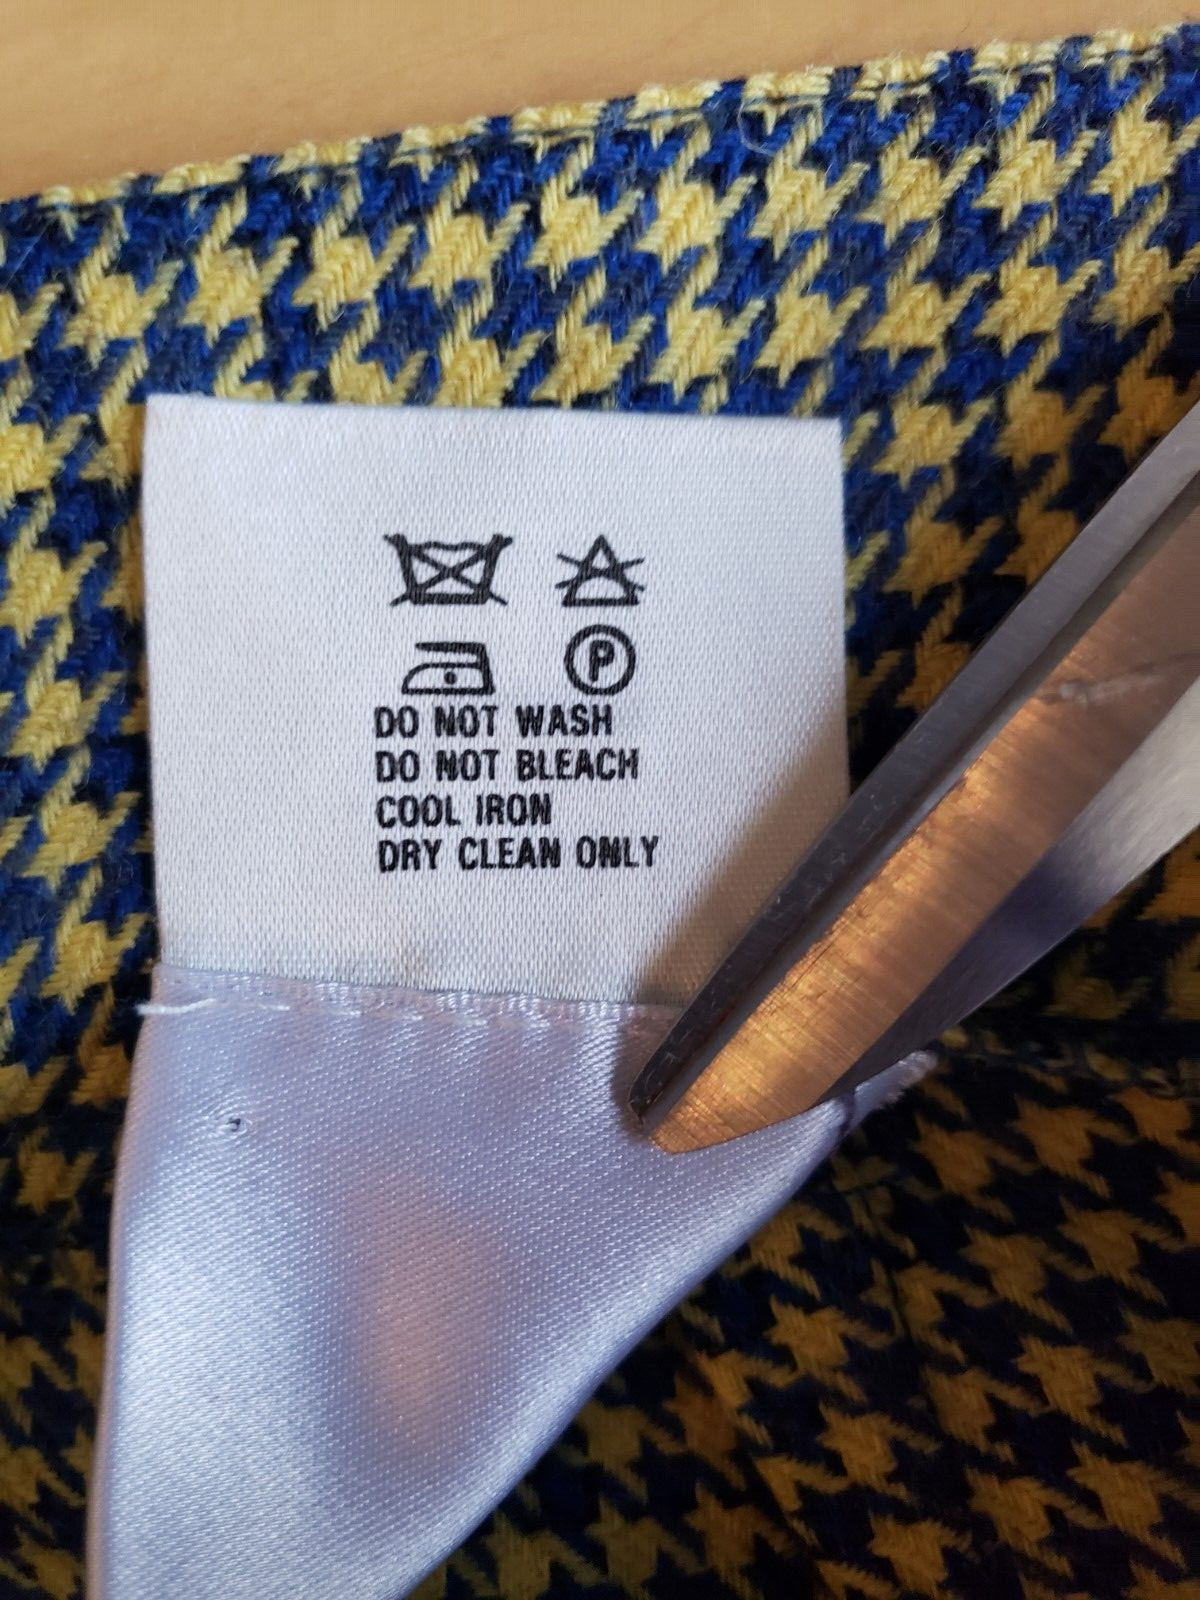 P
DO NOT WASH
DO NOT BLEACH
COOL IRON
DRY CLEAN ONLY